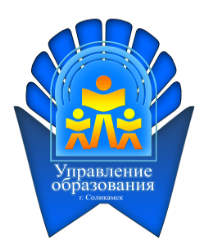 Управление
образования
г. Соликамск